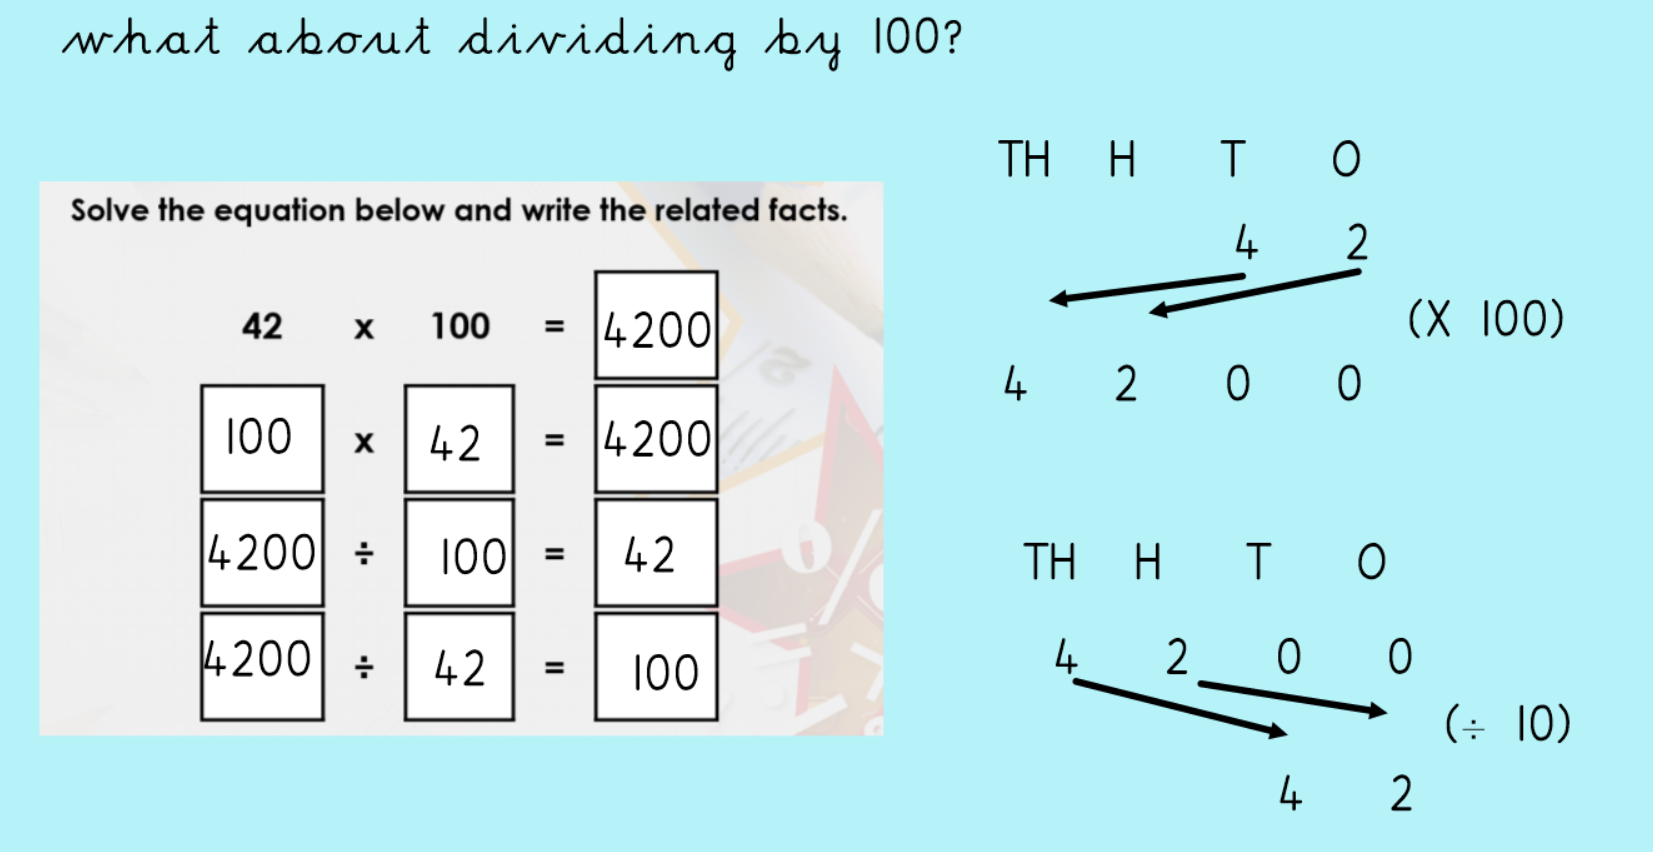 what about dividing by 100?
Solve the equation below and write the related facts.
42 x 100 = 4200
100 x 42 = 4200
4200 ÷ 100 = 42
4200 ÷ 42 = 100
TH H T O
4 2
(X 100)
4 2 0 0
TH H T O
4 2 0 0
(÷ 10)
4 2